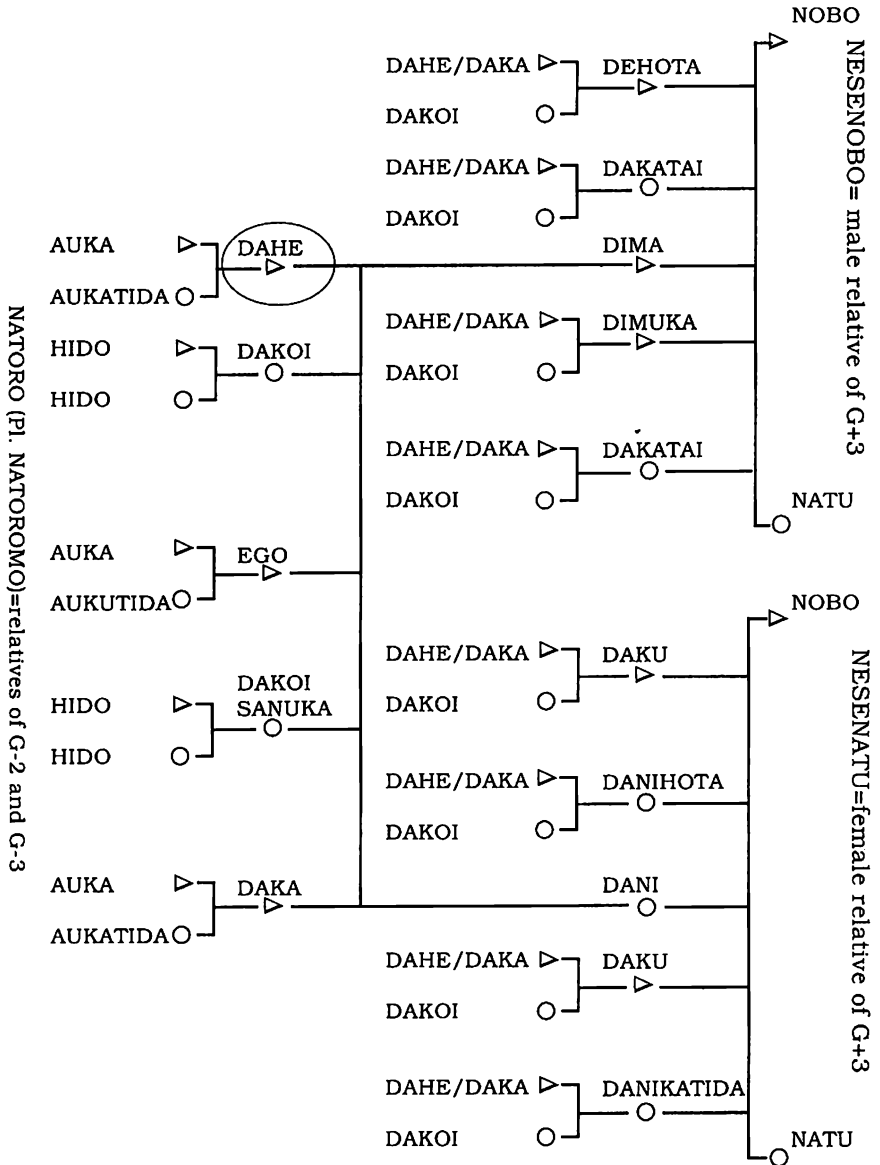 NOBO
NESENOBO= male relative of G+3
DAHE/DAKA
DEHOTA
DAKOI
DAHE/DAKA
DAKATAI
DAKOI
AUKA
DAHE
DIMA
AUKATIDA
DAHE/DAKA
DIMUKA
HIDO
DAKOI
DAKOI
HIDO
DAHE/DAKA
DAKATAI
DAKOI
NATU
AUKA
EGO
AUKUTIDA
NOBO
NESENATU=female relative of G+3
DAHE/DAKA
DAKU
DAKOI
HIDO
DAKOI
SANUKA
HIDO
DAHE/DAKA
DANIHOTA
DAKOI
AUKA
DAKA
DANI
AUKATIDA
DAHE/DAKA
DAKU
DAKOI
DAHE/DAKA
DANIKATIDA
DAKOI
NATU
NATORO (Pl. NATOROMO)=relatives of G-2 and G-3